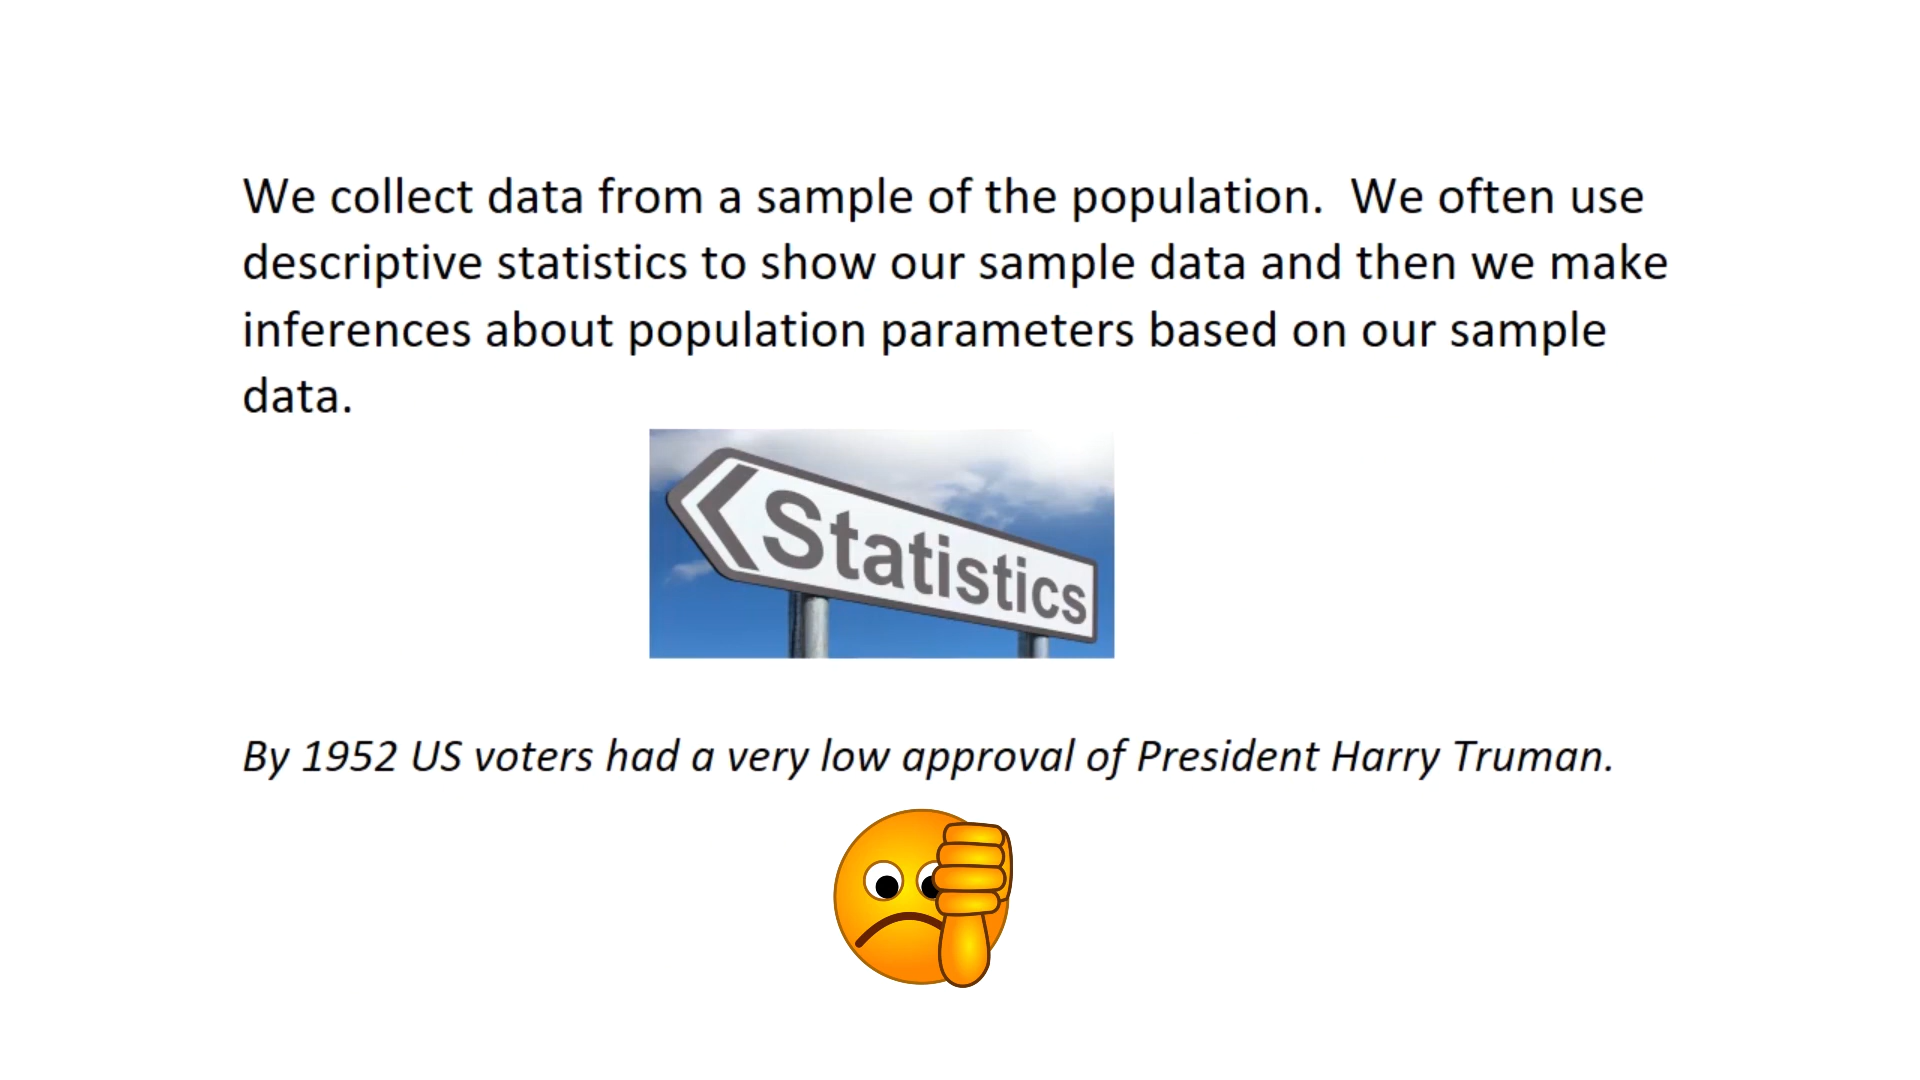 We collect data from a sample of the population.  We often use
descriptive statistics to show our sample data and then we make
inferences about population parameters based on our sample
data.
Statistics
By 1952 US voters had a very low approval of President Harry Truman.